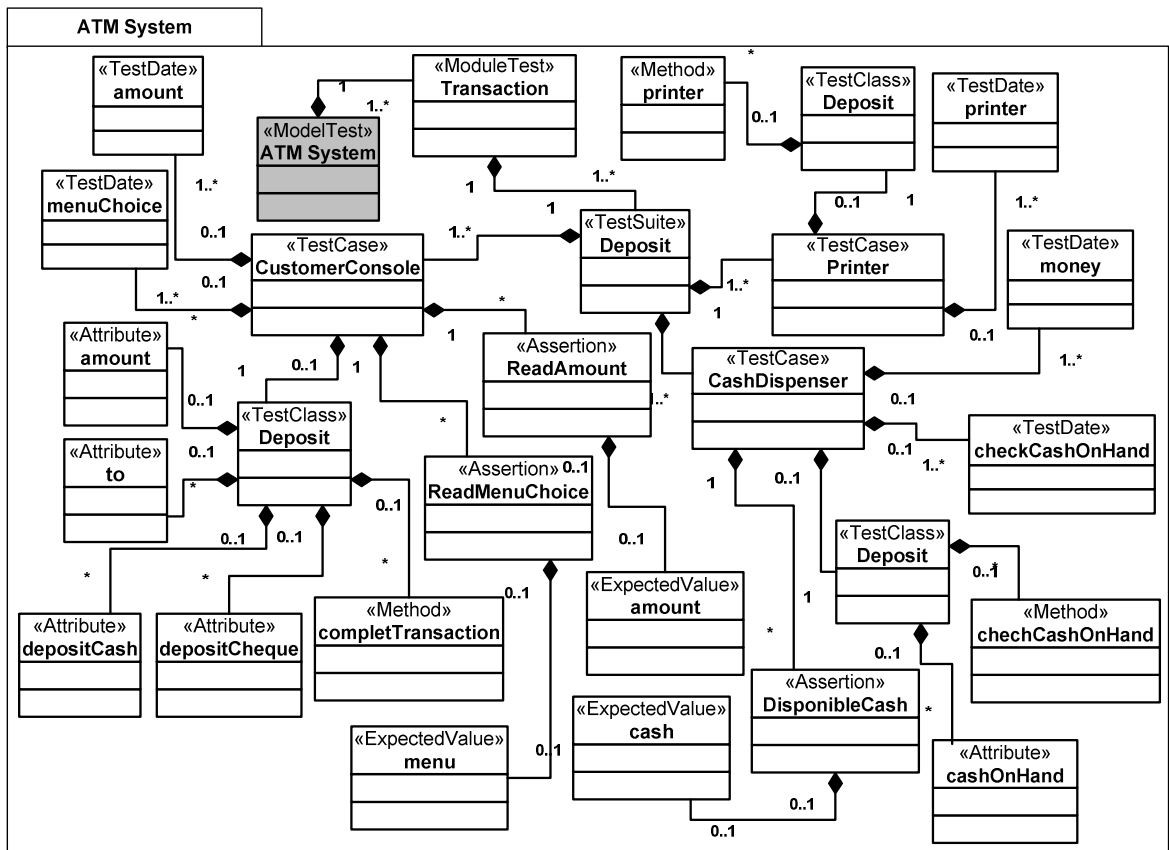 ATM System
«TestDate»
amount
«ModuleTest»
Transaction
1
1..*
«ModelTest»
ATM System
*
«Method»
printer
0..1
«TestClass»
Deposit
«TestDate»
printer
«TestDate»
menuChoice
1..*
0..1
1
1..*
1
«TestSuite»
Deposit
0..1
1
1..*
«TestCase»
CustomerConsole
1..*
«TestCase»
Printer
«TestDate»
money
0..1
1..*
*
1
*
1..*
1
0..1
1..*
«Attribute»
amount
1
0..1
0..1
1
«Assertion»
ReadAmount
1..*
«TestCase»
CashDispenser
0..1
«TestClass»
Deposit
*
0..1
1..*
«TestDate»
checkCashOnHand
«Attribute»
to
0..1
*
0..1
«Assertion»
ReadMenuChoice
0..1
1
0..1
0..1
0..1
*
*
*
0..1
0..1
«TestClass»
Deposit
0..1
*
«Attribute»
depositCash
«Attribute»
depositCheque
«Method»
completTransaction
«ExpectedValue»
amount
1
*
«Method»
chechCashOnHand
0..1
«Assertion»
DisponibleCash
*
«ExpectedValue»
menu
0..1
«ExpectedValue»
cash
«Attribute»
cashOnHand
0..1
0..1